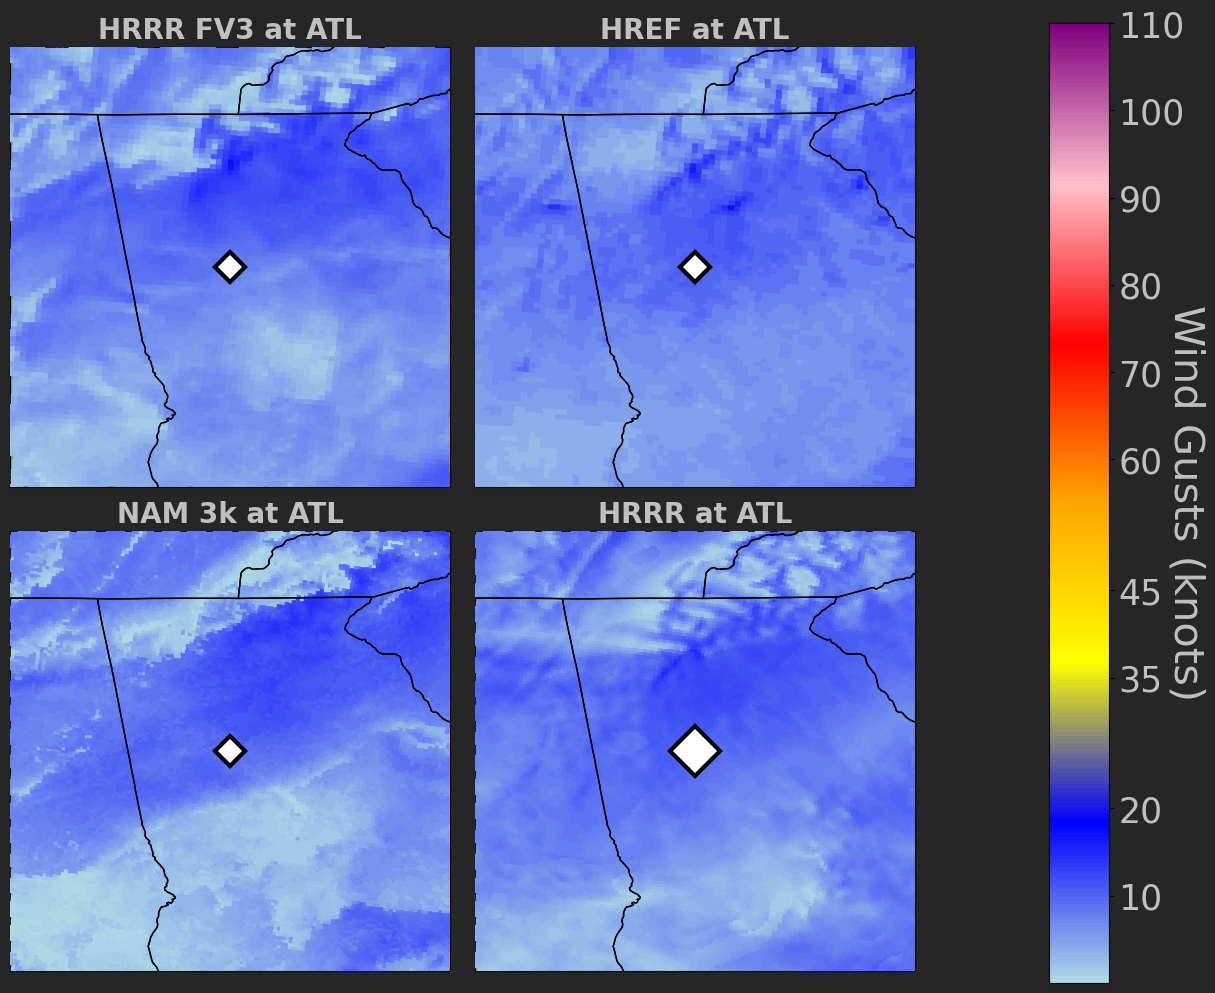 HRRR FV3 at ATL
HREF at ATL
NAM 3k at ATL
HRRR at ATL
110
100
90
80
70
60
45
35
20
10
Wind Gusts (knots)